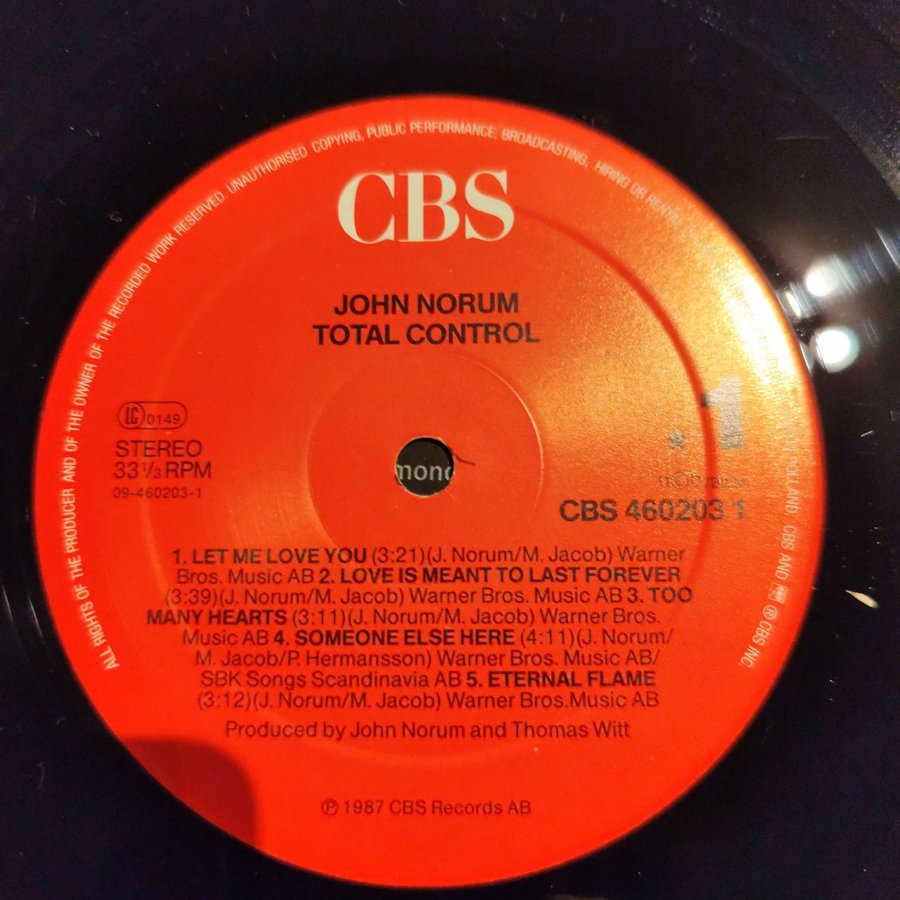 ALL RIGHTS OF THE PRODUCER AND OF THE OWNER OF THE RECORDED WORK RESERVED. UNAUTHORISED COPYING, PUBLIC PERFORMANCE, BROADCASTING, HIRING OR
CBS
JOHN NORUM
TOTAL CONTROL
LC 0149
STEREO
33 1/3 RPM
09-460203-1
mono
* 1
CBS 460203 1
1. LET ME LOVE YOU (3:21)(J. Norum/M. Jacob) Warner
Bros. Music AB 2. LOVE IS MEANT TO LAST FOREVER
(3:39)(J. Norum/M. Jacob) Warner Bros. Music AB 3. TOO
MANY HEARTS (3:11)(J. Norum/M. Jacob) Warner Bros.
Music AB 4. SOMEONE ELSE HERE (4:11)(J. Norum/
M. Jacob/P. Hermansson) Warner Bros. Music AB/
SBK Songs Scandinavia AB 5. ETERNAL FLAME
(3:12)(J. Norum/M. Jacob) Warner Bros.Music AB
Produced by John Norum and Thomas Witt
℗ 1987 CBS Records AB
HOLLAND. CBS AND ® CBS INC.